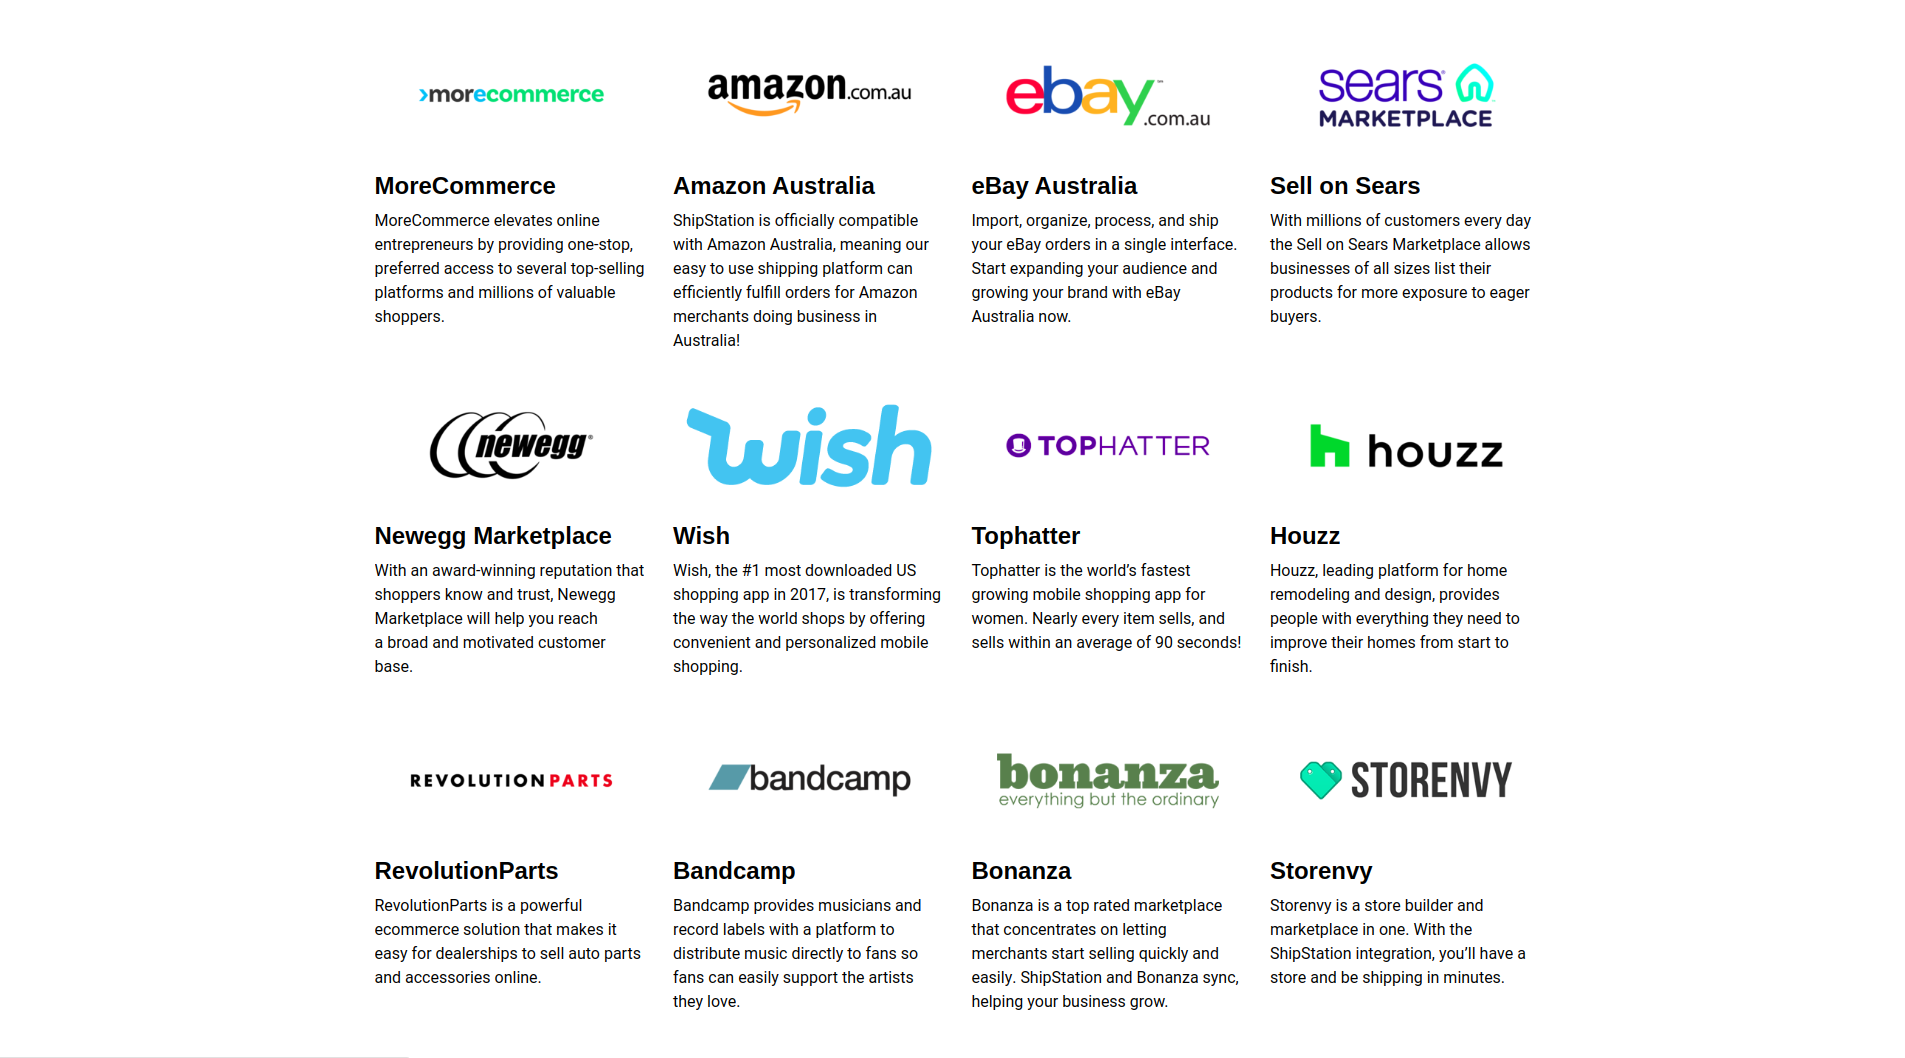 ›morecommerce
amazon.com.au
ebay™.com.au
sears®
MARKETPLACE
MoreCommerce
MoreCommerce elevates online
entrepreneurs by providing one-stop,
preferred access to several top-selling
platforms and millions of valuable
shoppers.
Amazon Australia
ShipStation is officially compatible
with Amazon Australia, meaning our
easy to use shipping platform can
efficiently fulfill orders for Amazon
merchants doing business in
Australia!
eBay Australia
Import, organize, process, and ship
your eBay orders in a single interface.
Start expanding your audience and
growing your brand with eBay
Australia now.
Sell on Sears
With millions of customers every day
the Sell on Sears Marketplace allows
businesses of all sizes list their
products for more exposure to eager
buyers.
newegg®
wish
TOPHATTER
houzz
Newegg Marketplace
With an award-winning reputation that
shoppers know and trust, Newegg
Marketplace will help you reach
a broad and motivated customer
base.
Wish
Wish, the #1 most downloaded US
shopping app in 2017, is transforming
the way the world shops by offering
convenient and personalized mobile
shopping.
Tophatter
Tophatter is the world’s fastest
growing mobile shopping app for
women. Nearly every item sells, and
sells within an average of 90 seconds!
Houzz
Houzz, leading platform for home
remodeling and design, provides
people with everything they need to
improve their homes from start to
finish.
REVOLUTIONPARTS
bandcamp
bonanza
everything but the ordinary
STORENVY
RevolutionParts
RevolutionParts is a powerful
ecommerce solution that makes it
easy for dealerships to sell auto parts
and accessories online.
Bandcamp
Bandcamp provides musicians and
record labels with a platform to
distribute music directly to fans so
fans can easily support the artists
they love.
Bonanza
Bonanza is a top rated marketplace
that concentrates on letting
merchants start selling quickly and
easily. ShipStation and Bonanza sync,
helping your business grow.
Storenvy
Storenvy is a store builder and
marketplace in one. With the
ShipStation integration, you’ll have a
store and be shipping in minutes.